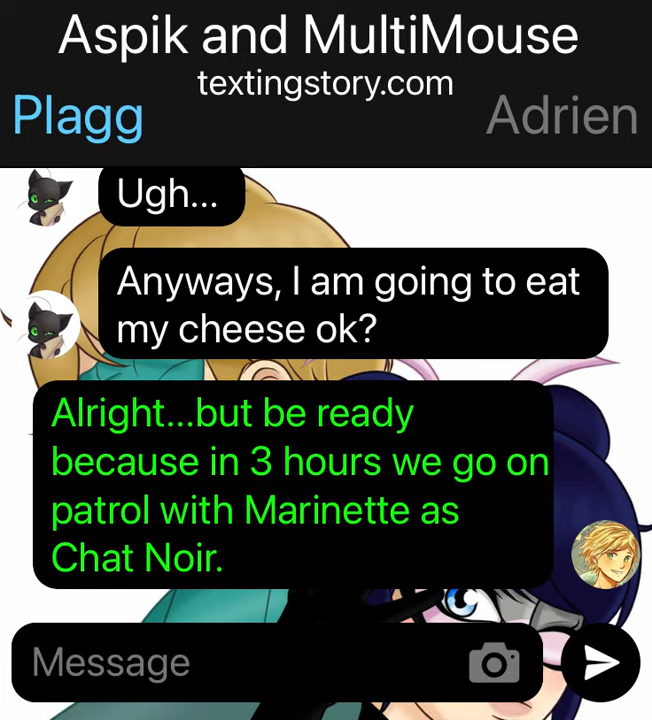 Aspik and MultiMouse
textingstory.com
Plagg
Adrien
Ugh...
Anyways, I am going to eat
my cheese ok?
Alright...but be ready
because in 3 hours we go on
patrol with Marinette as
Chat Noir.
Message